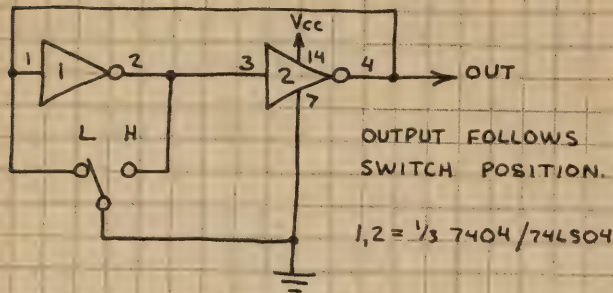 Vcc
1 1 2 3 14 2 4 OUT
7
L H
OUTPUT FOLLOWS
SWITCH POSITION.
1,2 = 1/3 7404/74LS04